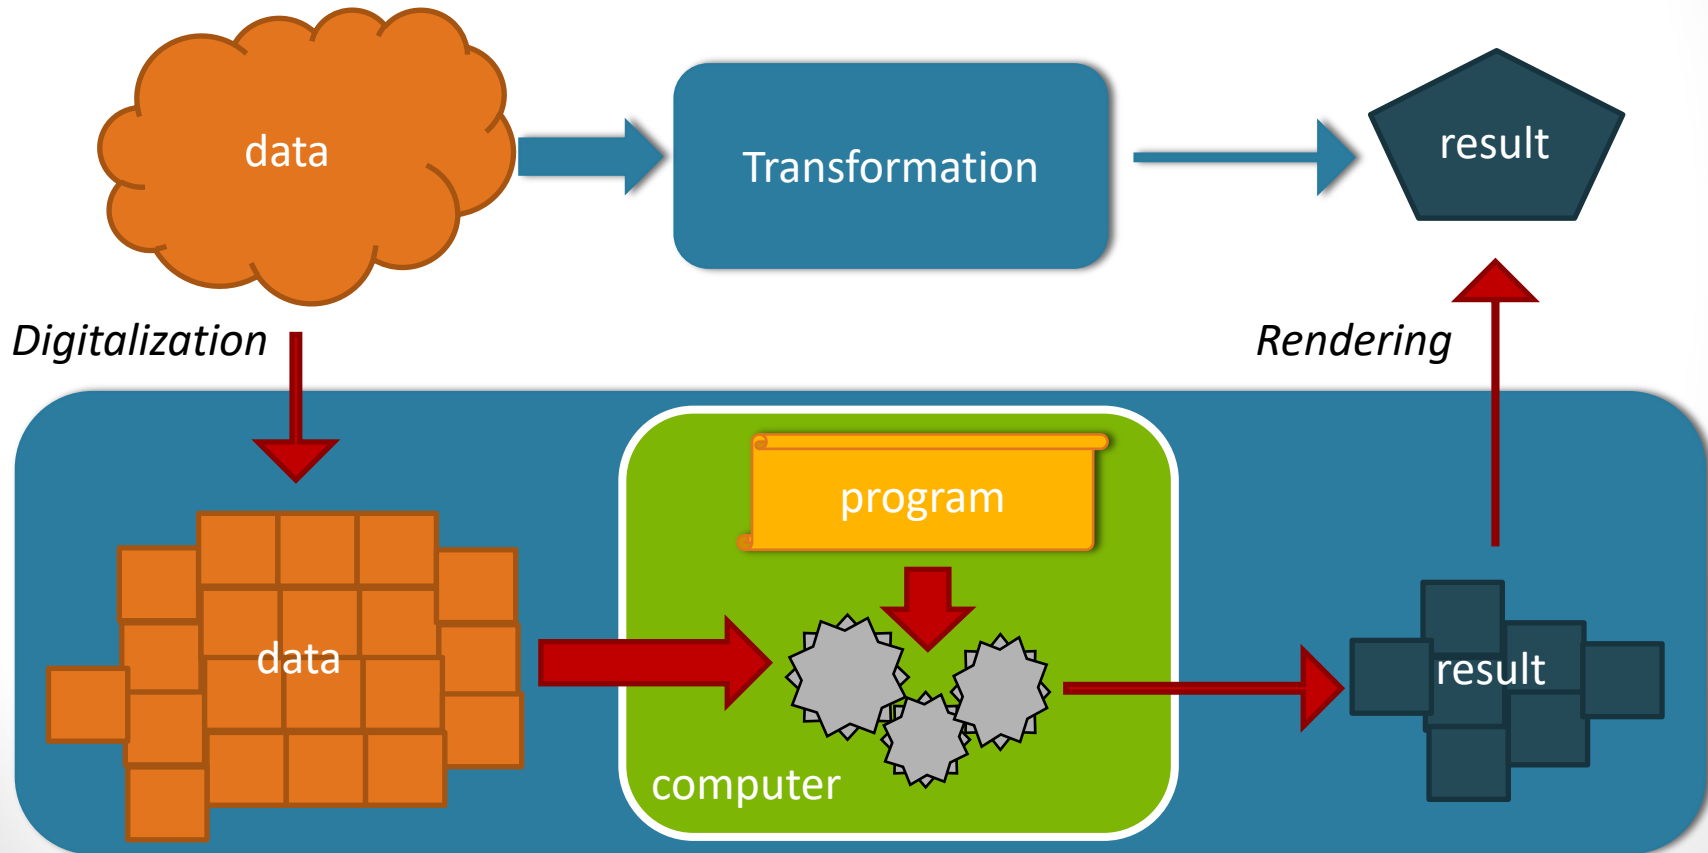 data
Transformation
result
Digitalization
Rendering
program
data
result
computer